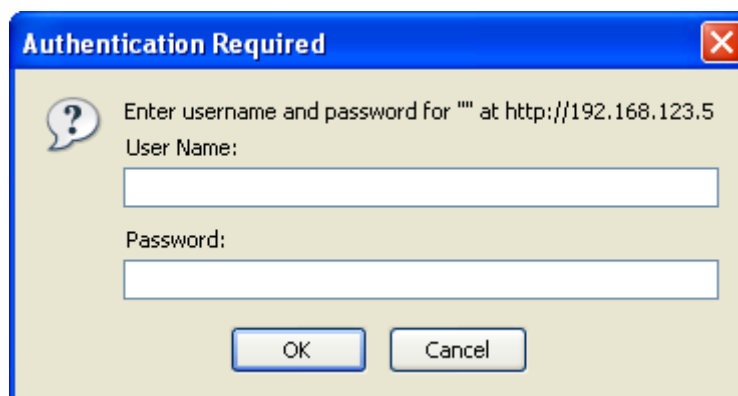 Authentication Required
Enter username and password for "" at http://192.168.123.5
User Name:
Password:
OK
Cancel